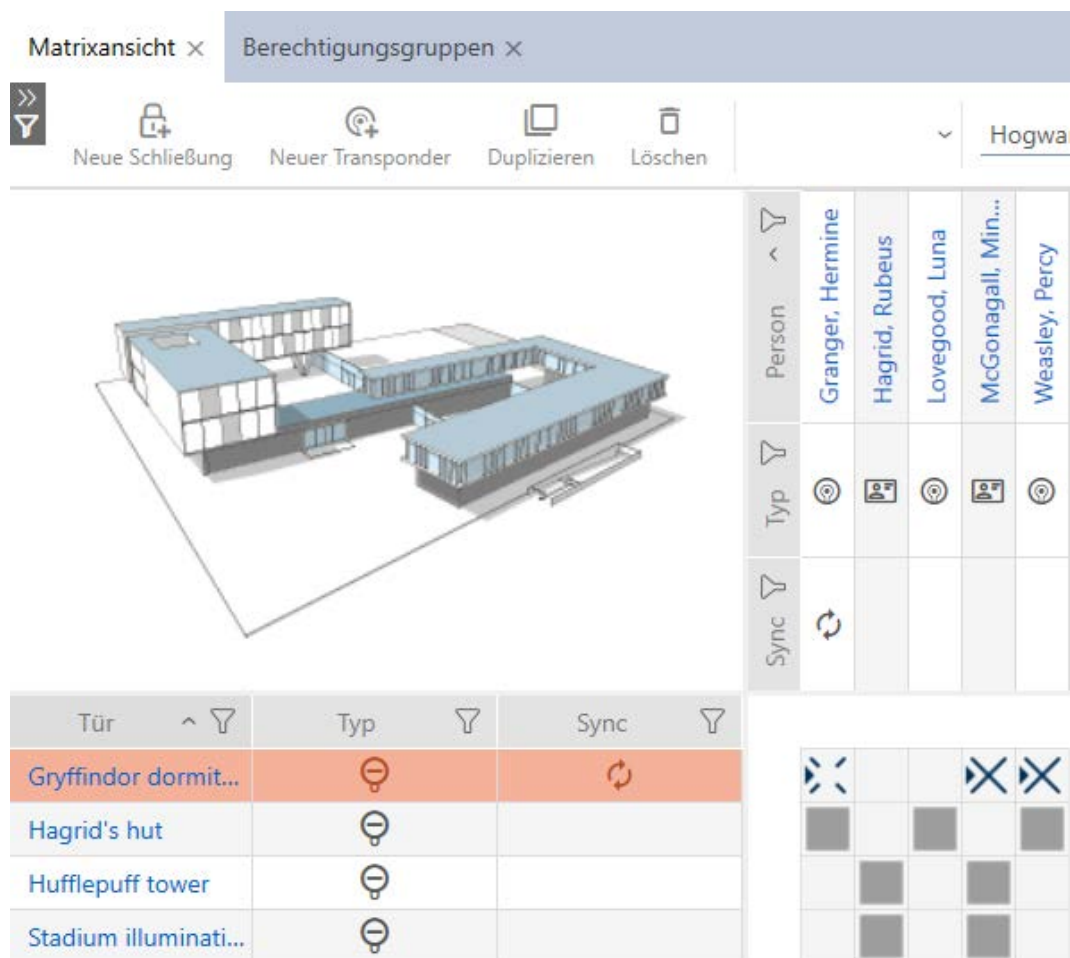 Matrixansicht
Berechtigungsgruppen
Neue Schließung
Neuer Transponder
Duplizieren
Löschen
Hogwa
Person
Granger, Hermine
Hagrid, Rubeus
Lovegood, Luna
McGonagall, Min...
Weasley, Percy
Typ
Sync
Tür
Typ
Sync
Gryffindor dormit...
Hagrid's hut
Hufflepuff tower
Stadium illuminati...